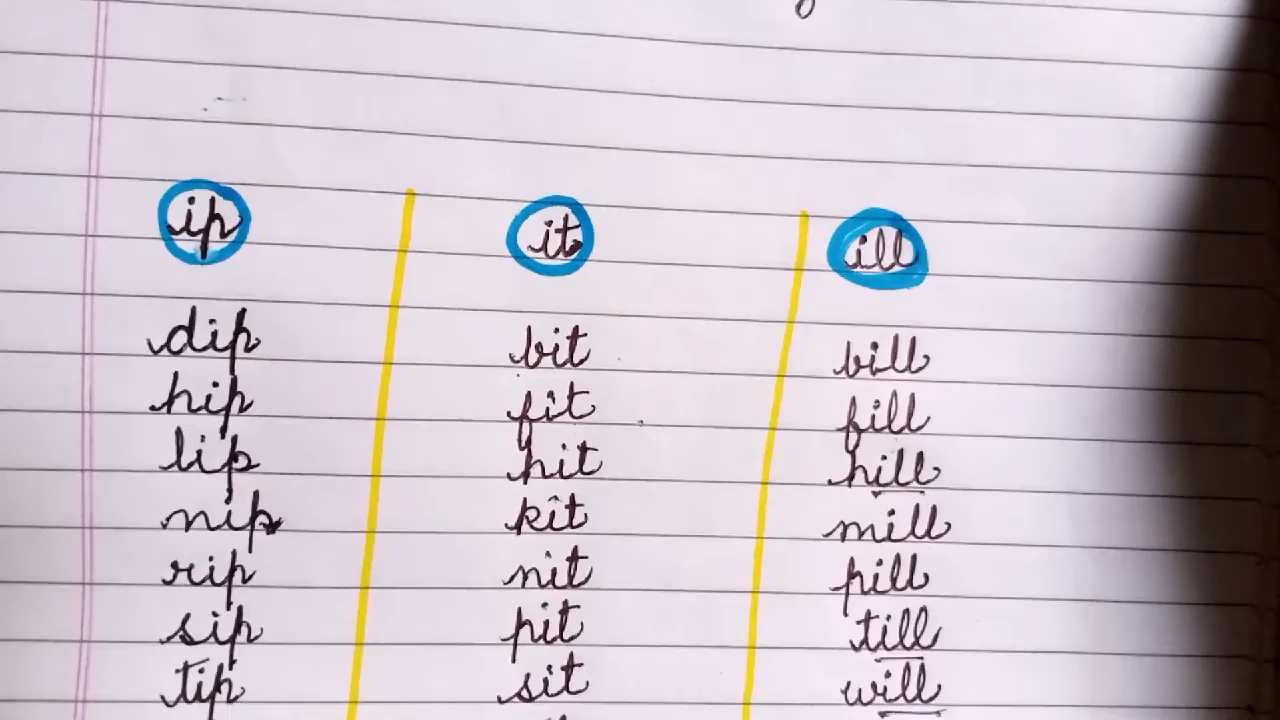 ip it ill
dip bit bill
hip fit fill
lip hit hill
nip kit mill
rip nit pill
sip pit till
tip sit will